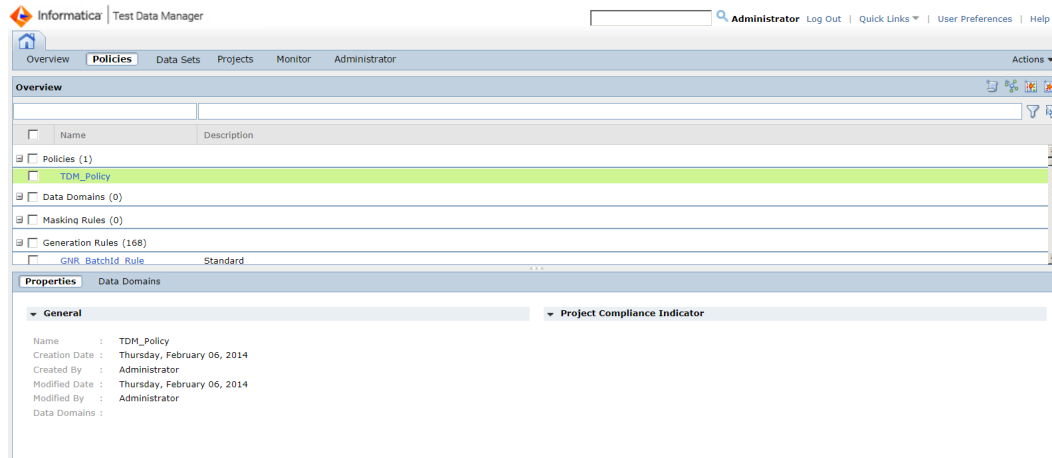 Informatica Test Data Manager
Administrator Log Out | Quick Links | User Preferences | Help
Overview Policies Data Sets Projects Monitor Administrator Actions
Overview
Name Description
Policies (1)
TDM_Policy
Data Domains (0)
Masking Rules (0)
Generation Rules (168)
GNR_BatchId_Rule Standard
Properties Data Domains
General Project Compliance Indicator
Name : TDM_Policy
Creation Date : Thursday, February 06, 2014
Created By : Administrator
Modified Date : Thursday, February 06, 2014
Modified By : Administrator
Data Domains :